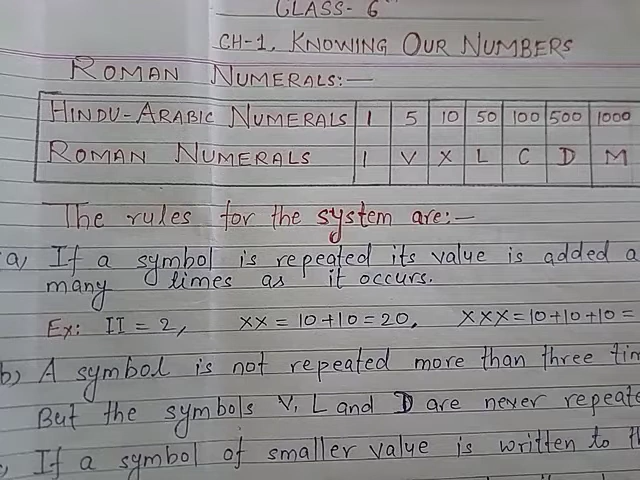 CLASS- 6
CH-1, KNOWING OUR NUMBERS
ROMAN NUMERALS:—
HINDU-ARABIC NUMERALS 1 5 10 50 100 500 1000
ROMAN NUMERALS I V X L C D M
The rules for the system are:—
a) If a symbol is repeated its value is added a
many times as it occurs.
Ex: II = 2, XX = 10+10=20, XXX=10+10+10=
b) A symbol is not repeated more than three
But the symbols V, L and D are never
If a symbol of smaller value is written to